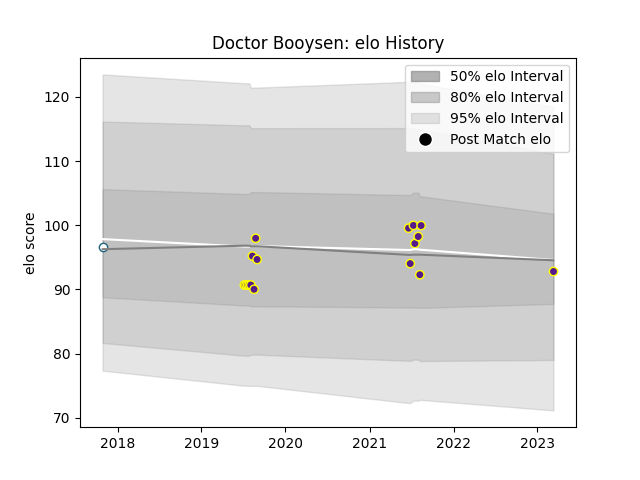 Doctor Booysen: elo History
50% elo Interval
80% elo Interval
95% elo Interval
Post Match elo
elo score
120
110
100
90
80
70
2018 2019 2020 2021 2022 2023